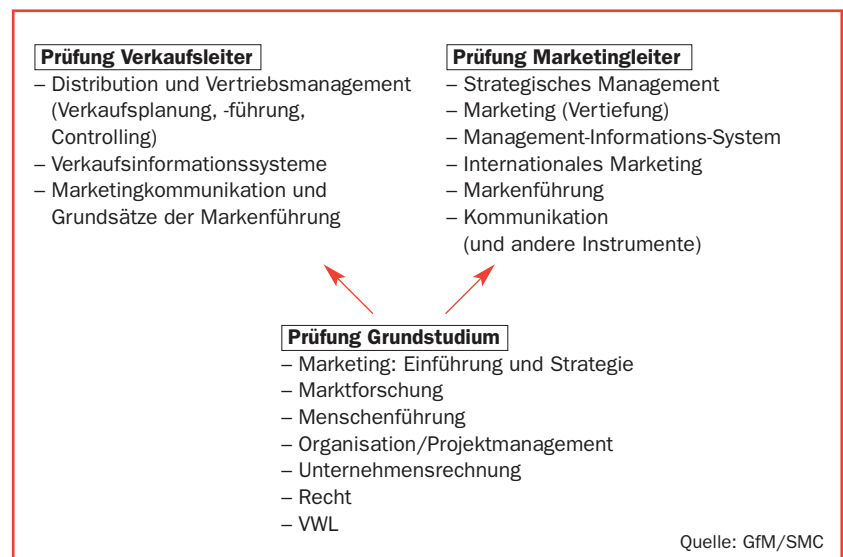 Prüfung Verkaufsleiter
– Distribution und Vertriebsmanagement
(Verkaufsplanung, -führung,
Controlling)
– Verkaufsinformationssysteme
– Marketingkommunikation und
Grundsätze der Markenführung
Prüfung Marketingleiter
– Strategisches Management
– Marketing (Vertiefung)
– Management-Informations-System
– Internationales Marketing
– Markenführung
– Kommunikation
(und andere Instrumente)
Prüfung Grundstudium
– Marketing: Einführung und Strategie
– Marktforschung
– Menschenführung
– Organisation/Projektmanagement
– Unternehmensrechnung
– Recht
– VWL
Quelle: GfM/SMC